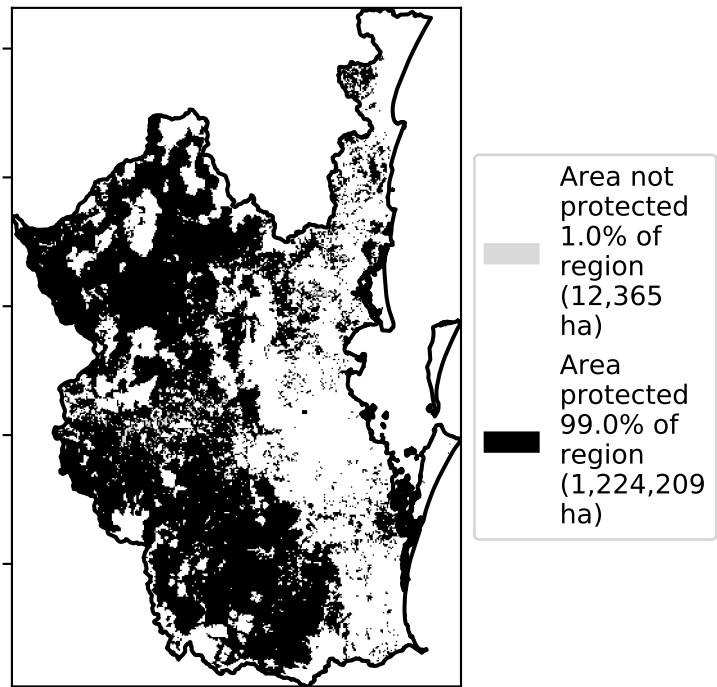 Area not
protected
1.0% of
region
(12,365
ha)
Area
protected
99.0% of
region
(1,224,209
ha)